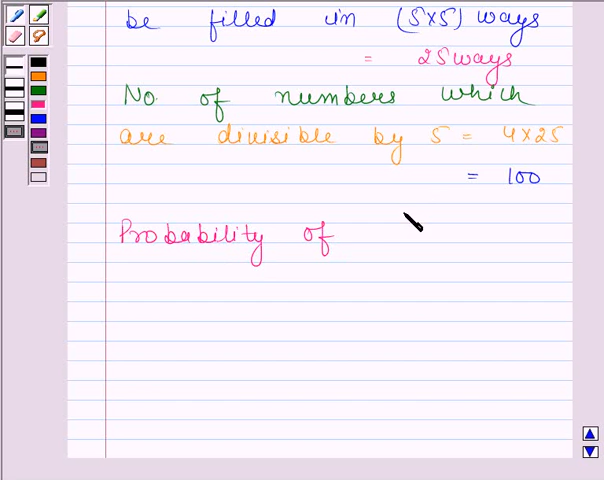 be filled in (5×5) ways
= 25 ways
No. of numbers which
are divisible by 5 = 4×25
= 100
Probability of